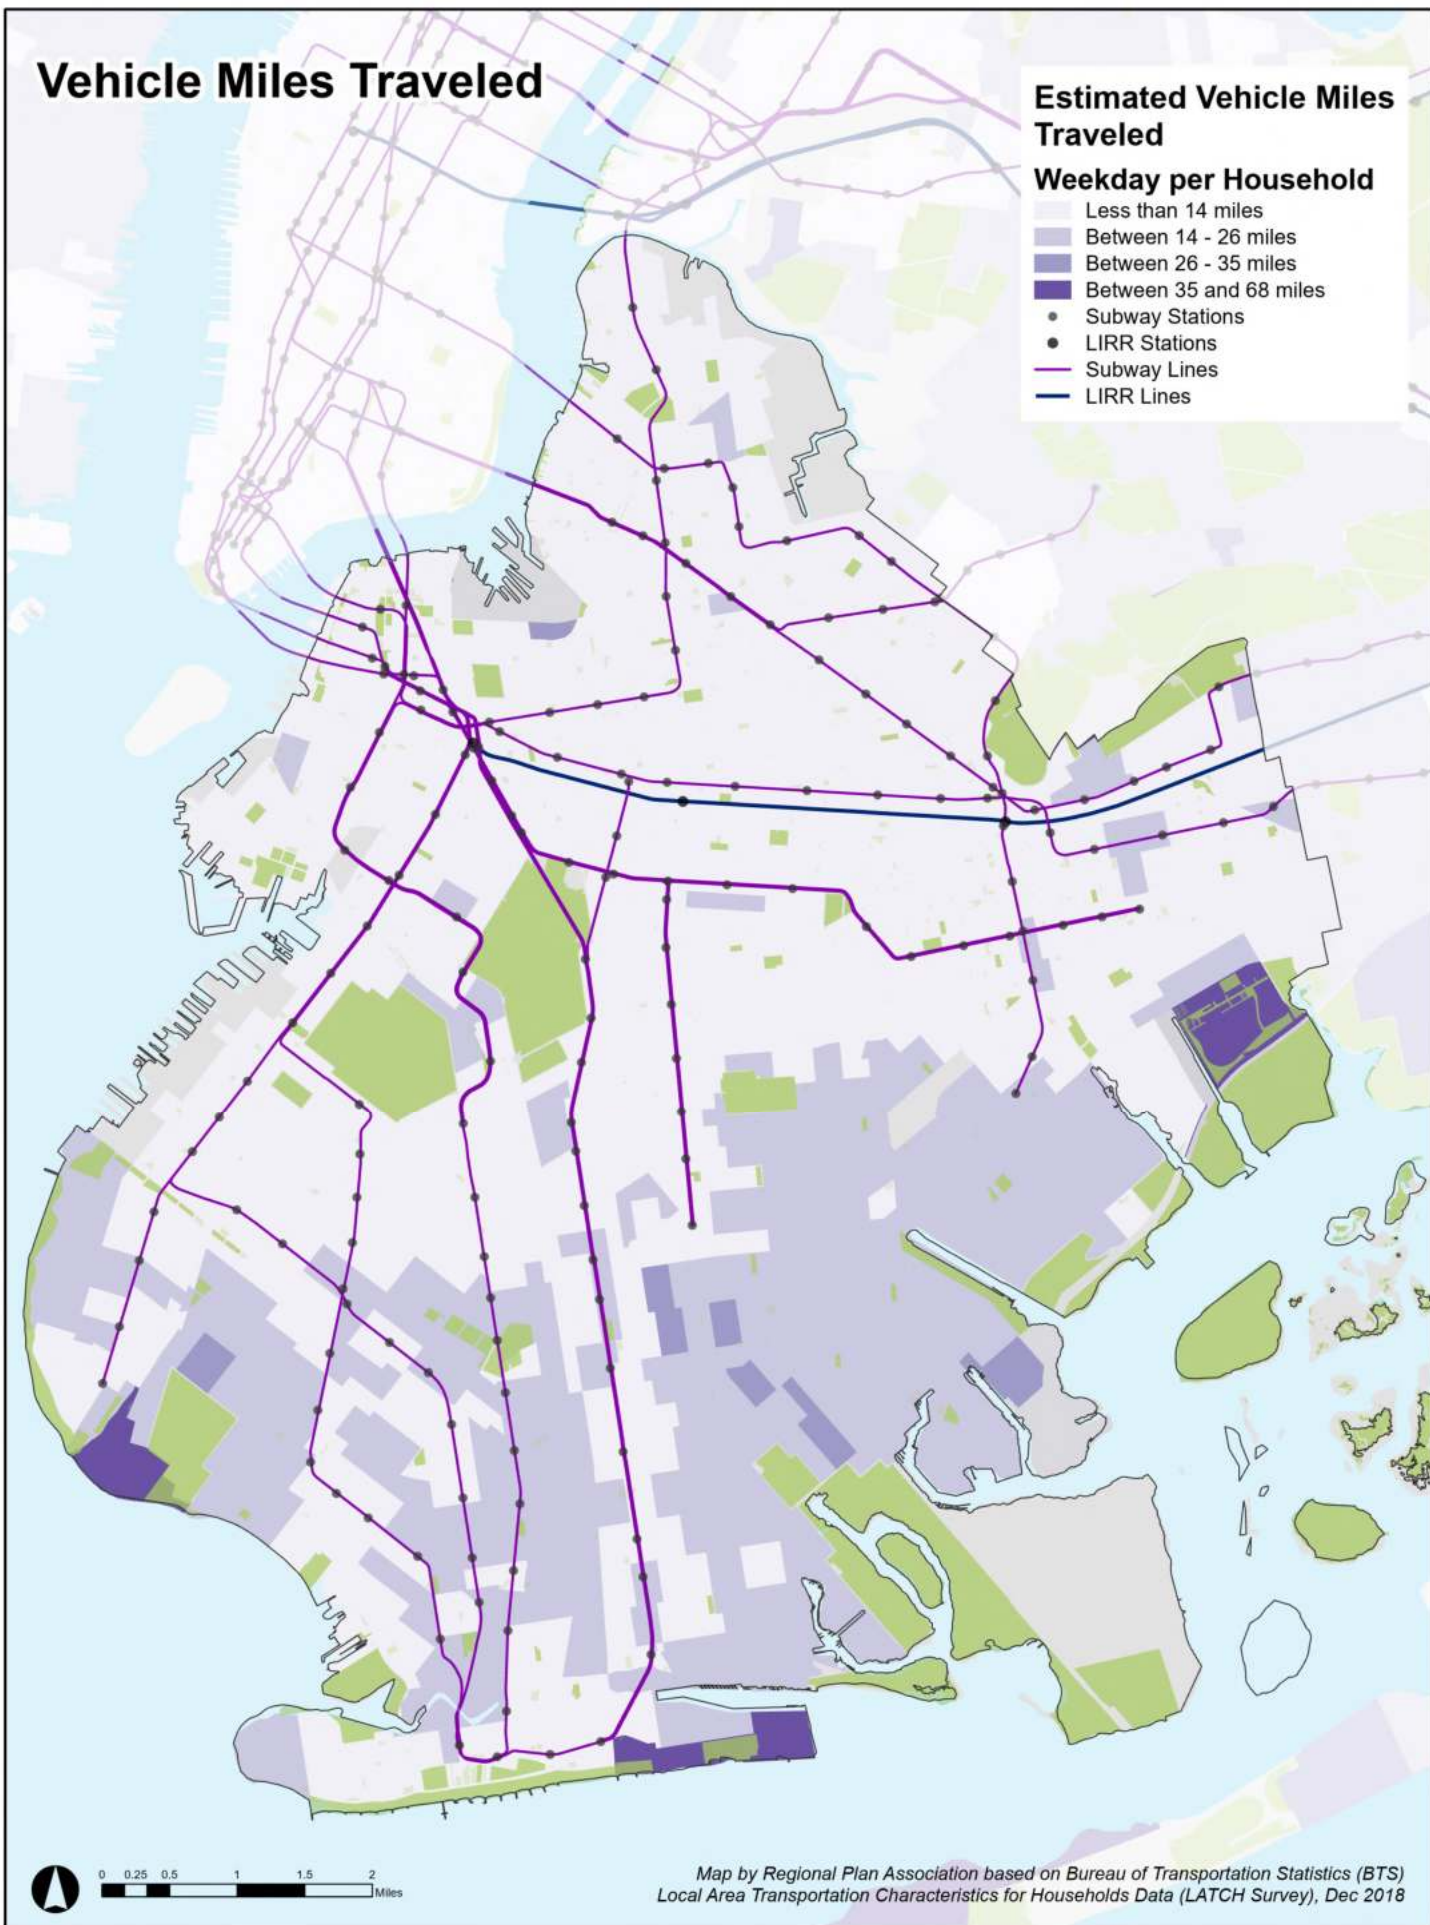 Vehicle Miles Traveled
Estimated Vehicle Miles
Traveled
Weekday per Household
Less than 14 miles
Between 14 - 26 miles
Between 26 - 35 miles
Between 35 and 68 miles
Subway Stations
LIRR Stations
Subway Lines
LIRR Lines
0 0.25 0.5 1 1.5 2
Miles
Map by Regional Plan Association based on Bureau of Transportation Statistics (BTS)
Local Area Transportation Characteristics for Households Data (LATCH Survey), Dec 2018